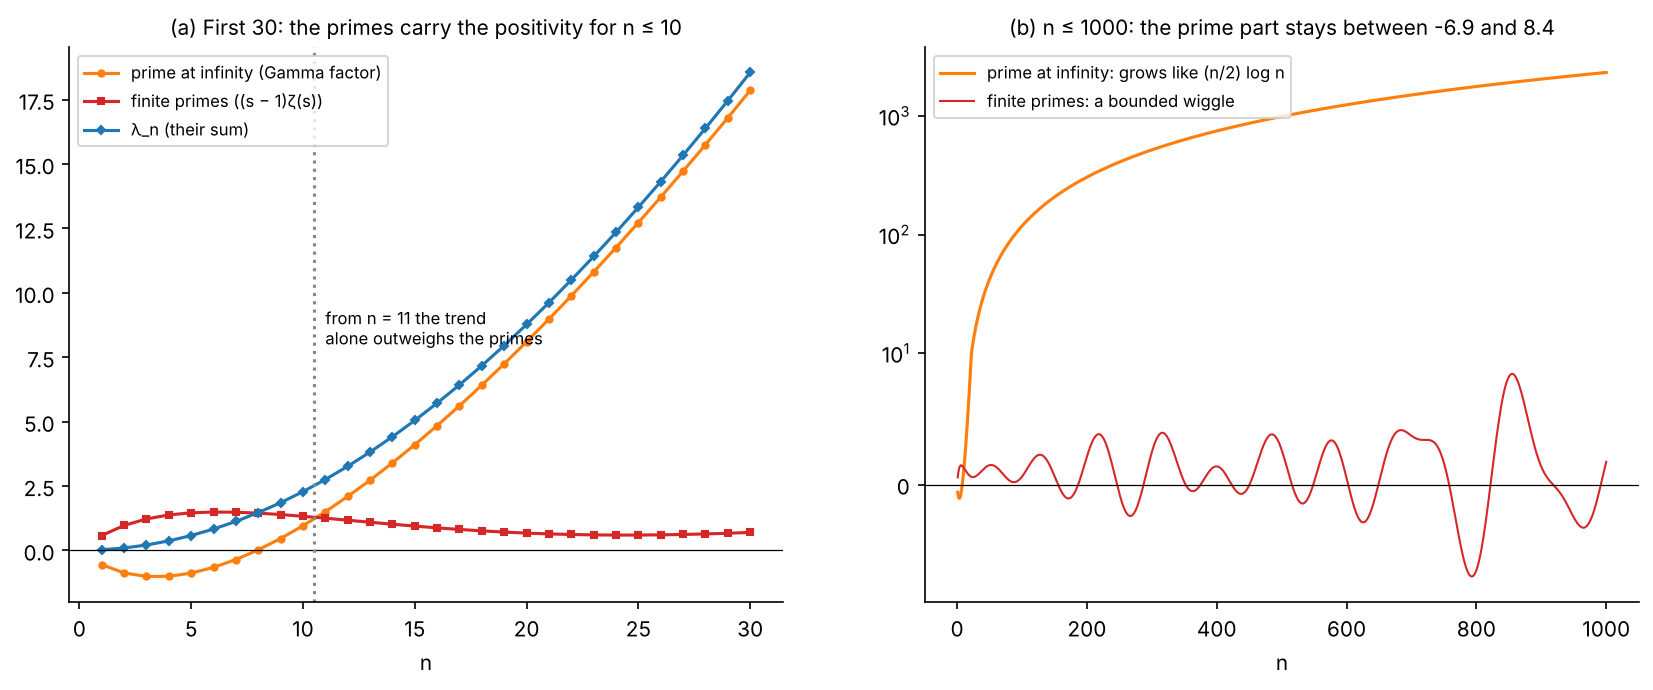 (a) First 30: the primes carry the positivity for n ≤ 10
prime at infinity (Gamma factor)
finite primes ((s − 1)ζ(s))
λ_n (their sum)
17.5
15.0
12.5
10.0
7.5
5.0
2.5
0.0
from n = 11 the trend
alone outweighs the primes
0 5 10 15 20 25 30
n
(b) n ≤ 1000: the prime part stays between -6.9 and 8.4
prime at infinity: grows like (n/2) log n
finite primes: a bounded wiggle
10³
10²
10¹
0
0 200 400 600 800 1000
n